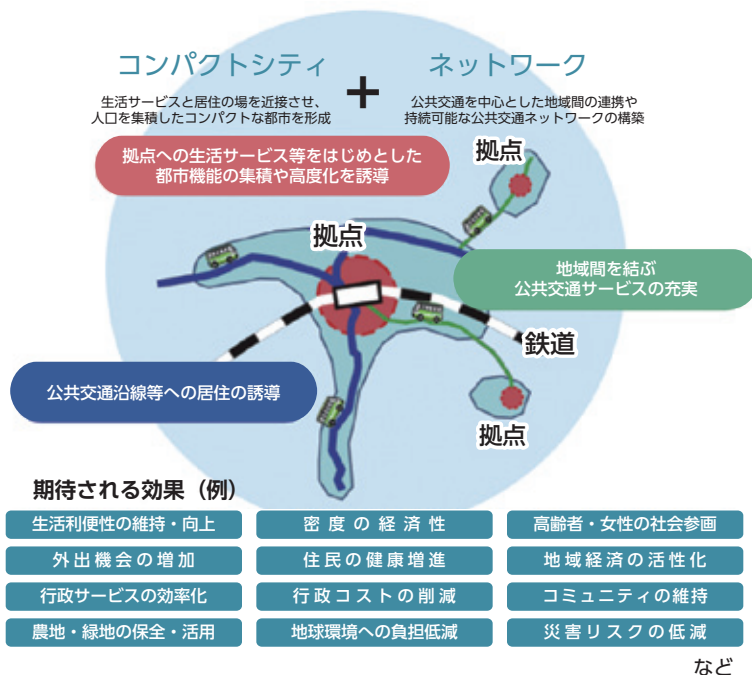 コンパクトシティ
+
ネットワーク
生活サービスと居住の場を近接させ、
人口を集積したコンパクトな都市を形成
公共交通を中心とした地域間の連携や
持続可能な公共交通ネットワークの構築
拠点への生活サービス等をはじめとした
都市機能の集積や高度化を誘導
拠点
拠点
地域間を結ぶ
公共交通サービスの充実
鉄道
公共交通沿線等への居住の誘導
拠点
期待される効果（例）
生活利便性の維持・向上
密度の経済性
高齢者・女性の社会参画
外出機会の増加
住民の健康増進
地域経済の活性化
行政サービスの効率化
行政コストの削減
コミュニティの維持
農地・緑地の保全・活用
地球環境への負担低減
災害リスクの低減
など